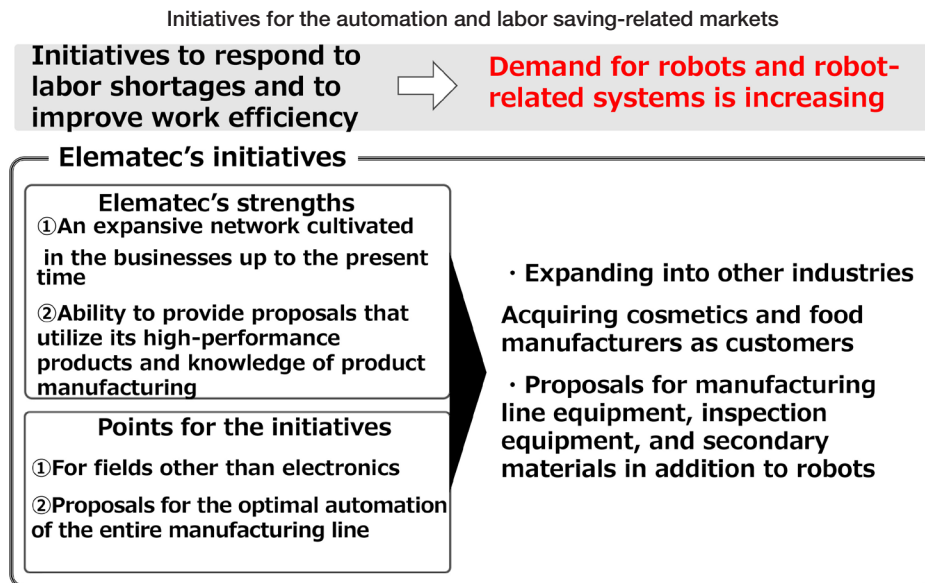 Initiatives for the automation and labor saving-related markets
Initiatives to respond to
labor shortages and to
improve work efficiency
Demand for robots and robot-
related systems is increasing
Elematec's initiatives
Elematec's strengths
①An expansive network cultivated
in the businesses up to the present
time
②Ability to provide proposals that
utilize its high-performance
products and knowledge of product
manufacturing
Points for the initiatives
①For fields other than electronics
②Proposals for the optimal automation
of the entire manufacturing line
・Expanding into other industries
Acquiring cosmetics and food
manufacturers as customers
・Proposals for manufacturing
line equipment, inspection
equipment, and secondary
materials in addition to robots